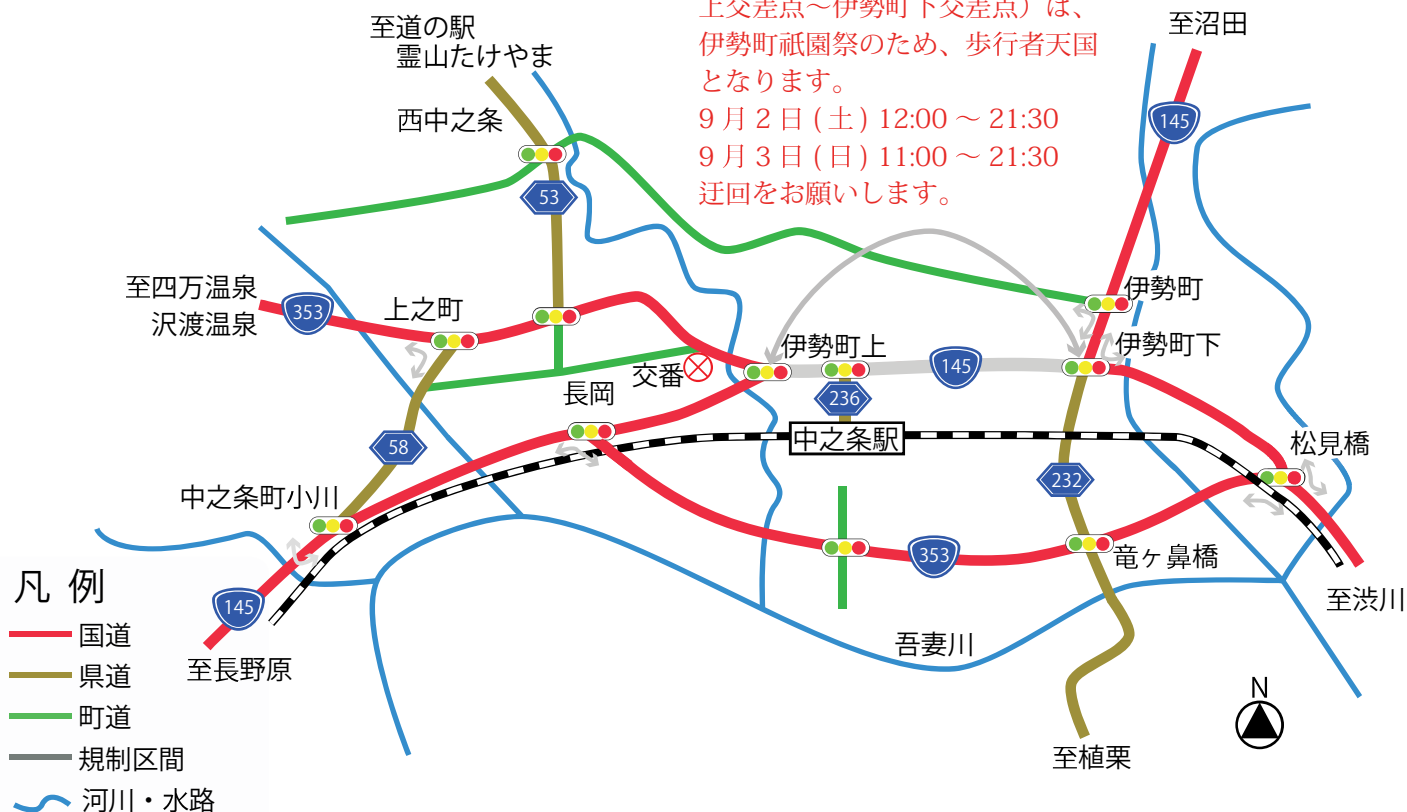 上交差点～伊勢町下交差点）は、
伊勢町祇園祭のため、歩行者天国
となります。
9 月 2 日 ( 土 ) 12:00 ～ 21:30
9 月 3 日 ( 日 ) 11:00 ～ 21:30
迂回をお願いします。
至道の駅
霊山たけやま
至沼田
西中之条
145
53
至四万温泉
沢渡温泉
353
上之町
伊勢町
伊勢町上
伊勢町下
交番
145
長岡
236
中之条駅
58
松見橋
232
中之条町小川
353
竜ヶ鼻橋
145
至渋川
吾妻川
至長野原
至植栗
N
凡 例
国道
県道
町道
規制区間
河川・水路